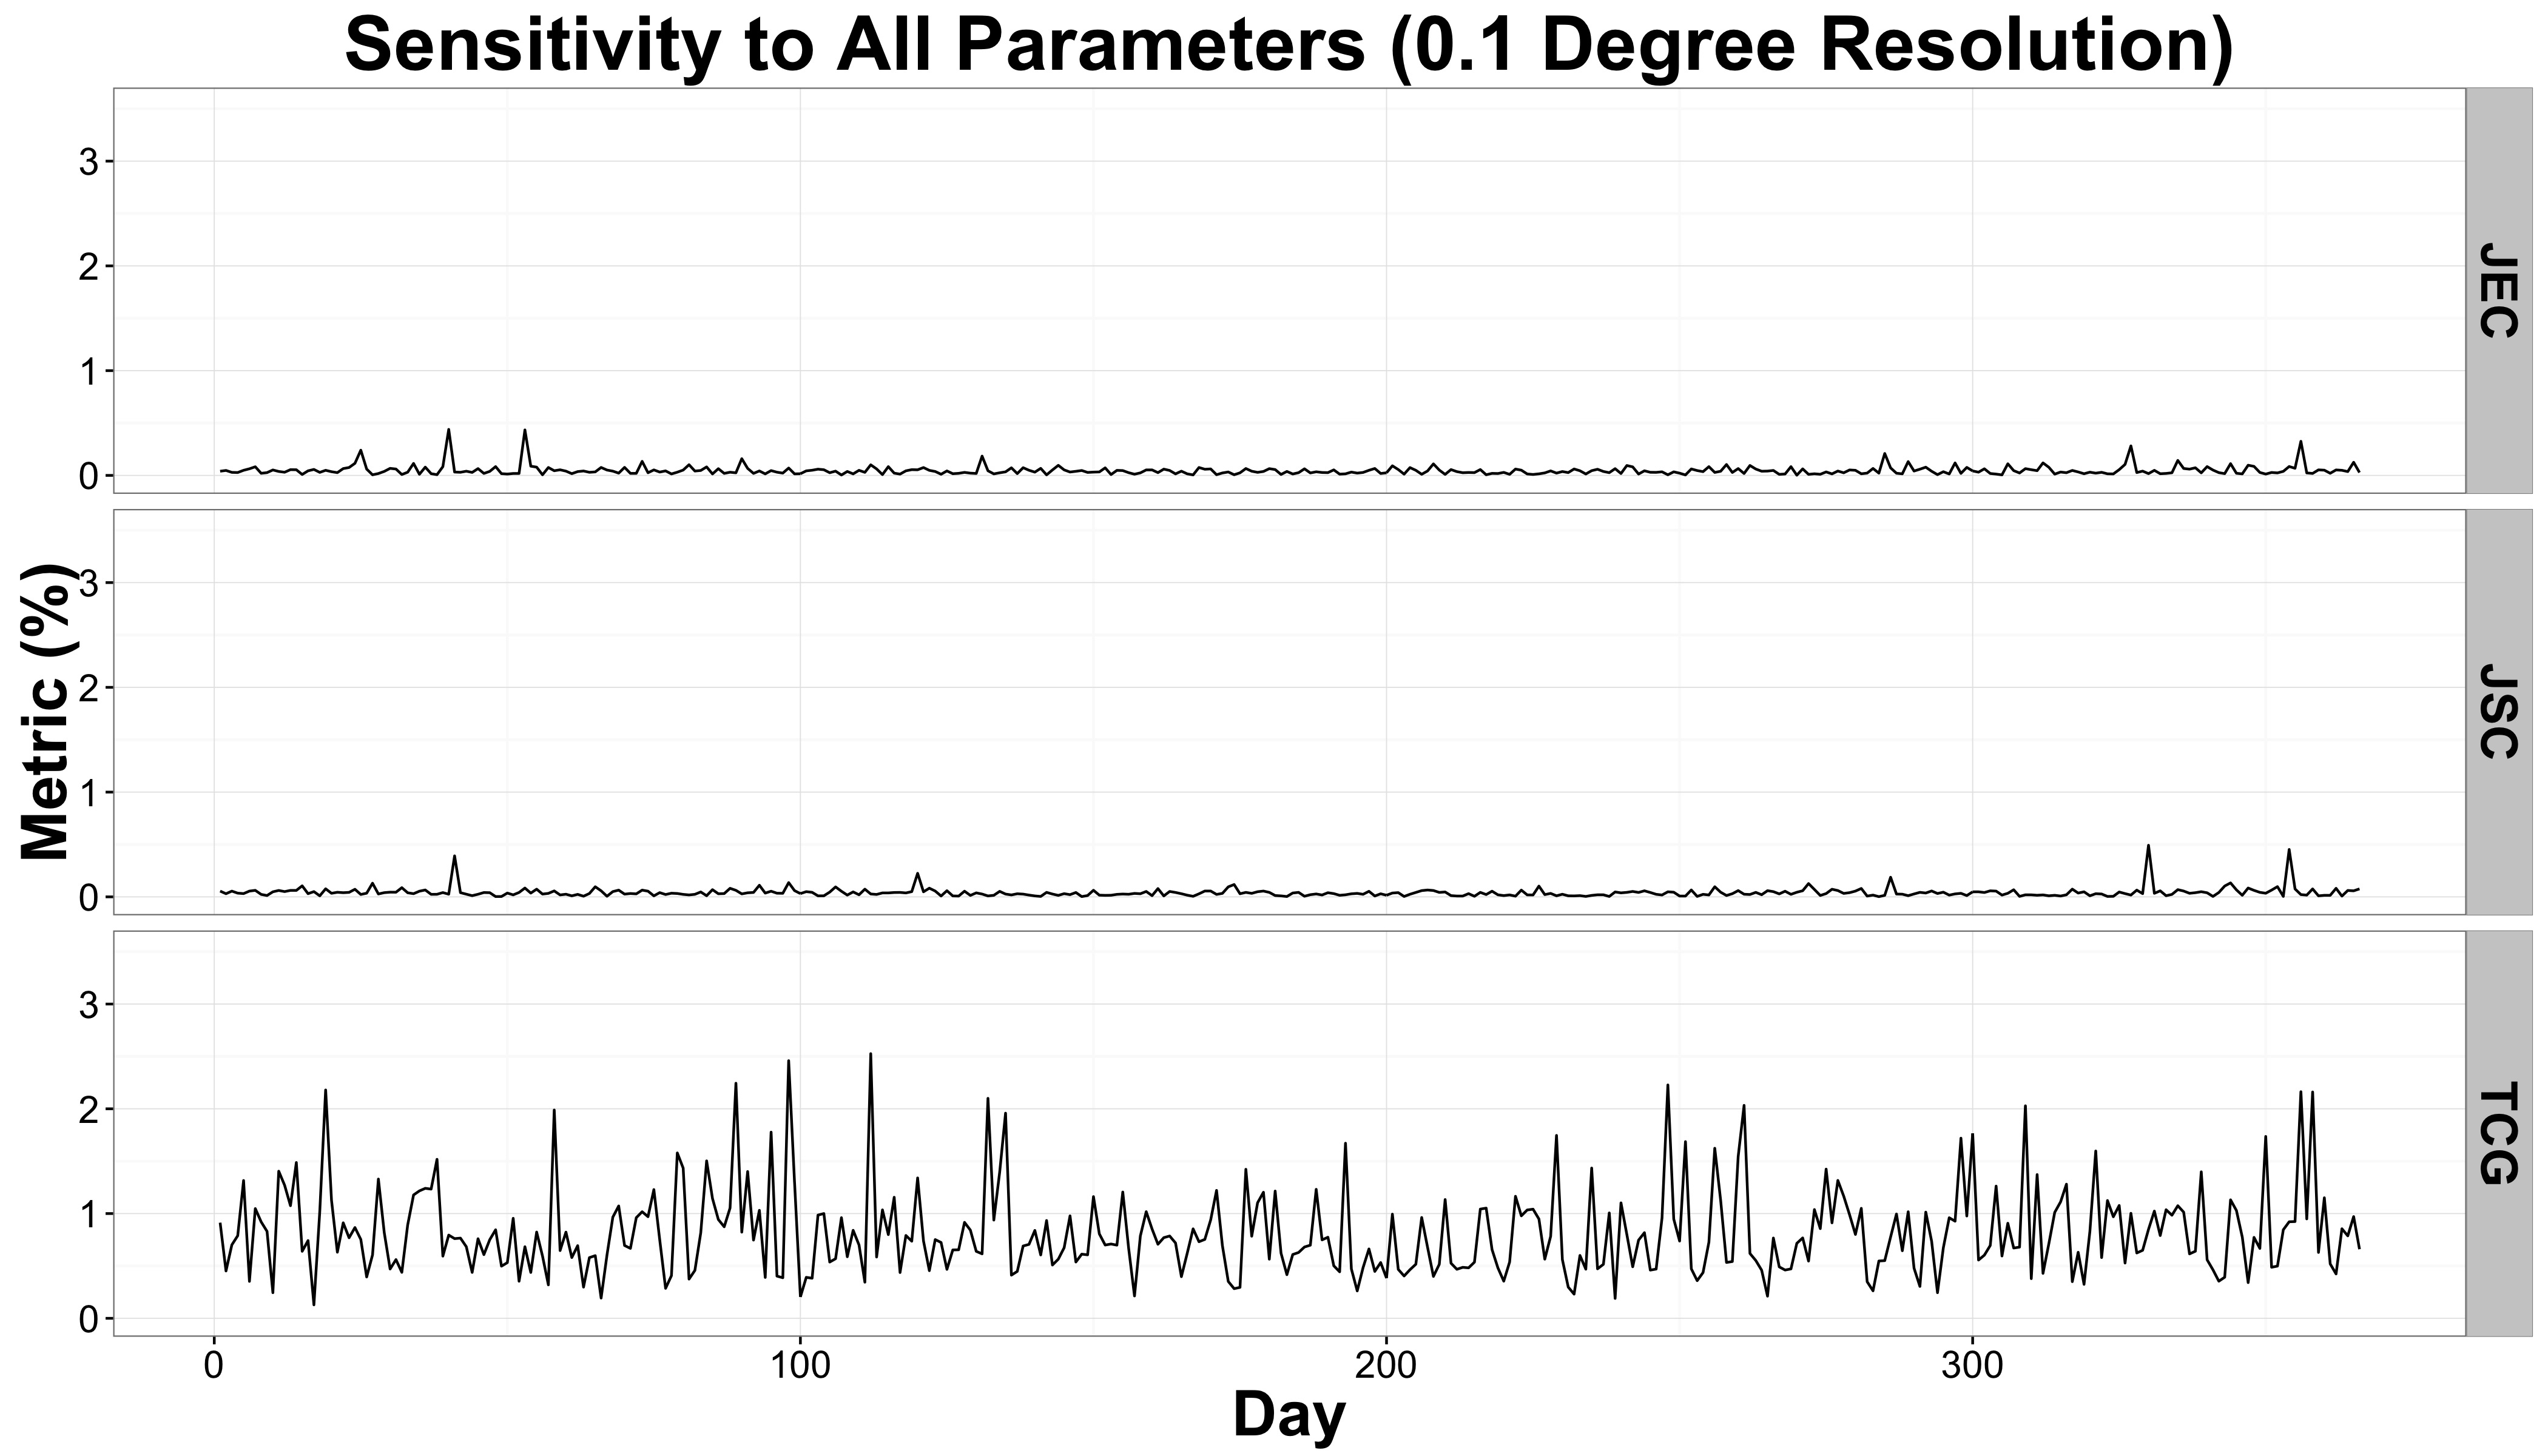 Sensitivity to All Parameters (0.1 Degree Resolution)
3
2
1
0
JEC
Metric (%)
3
2
1
0
JSC
3
2
1
0
TCG
0 100 200 300
Day